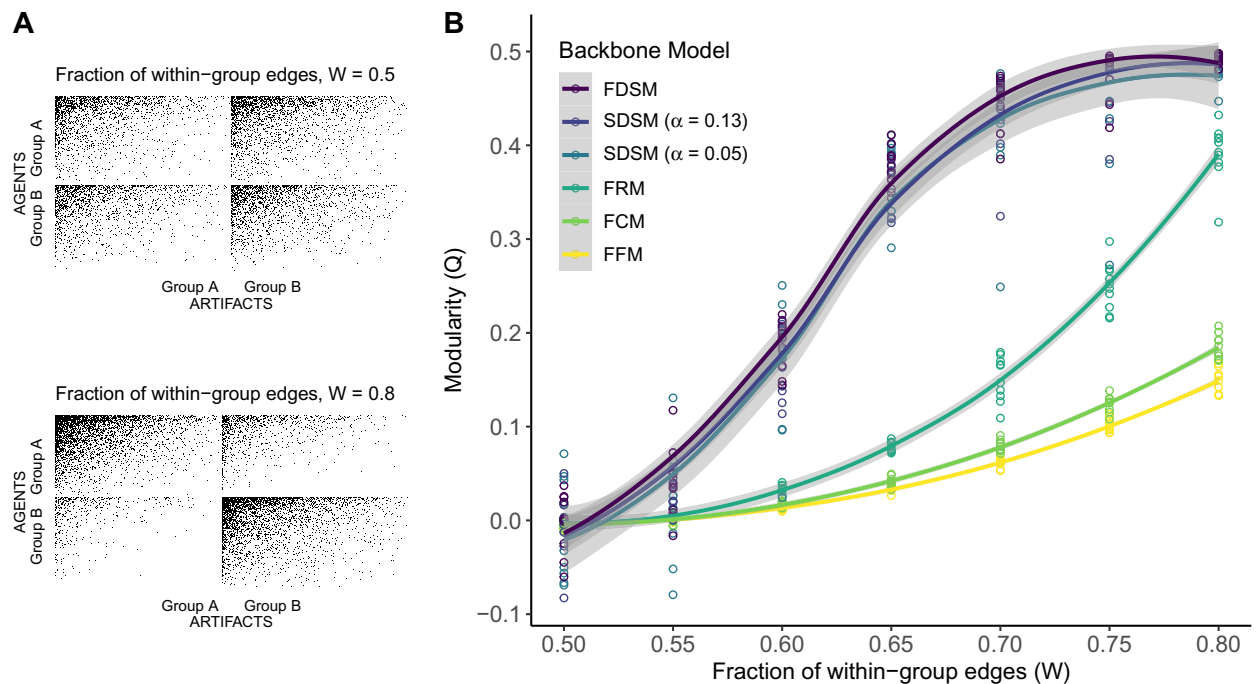 A
Fraction of within−group edges, W = 0.5
AGENTS
Group A
Group B
Group A
Group B
ARTIFACTS
Fraction of within−group edges, W = 0.8
AGENTS
Group A
Group B
Group A
Group B
ARTIFACTS
B
Backbone Model
FDSM
SDSM (α = 0.13)
SDSM (α = 0.05)
FRM
FCM
FFM
Modularity (Q)
0.5
0.4
0.3
0.2
0.1
0.0
−0.1
0.50
0.55
0.60
0.65
0.70
0.75
0.80
Fraction of within−group edges (W)